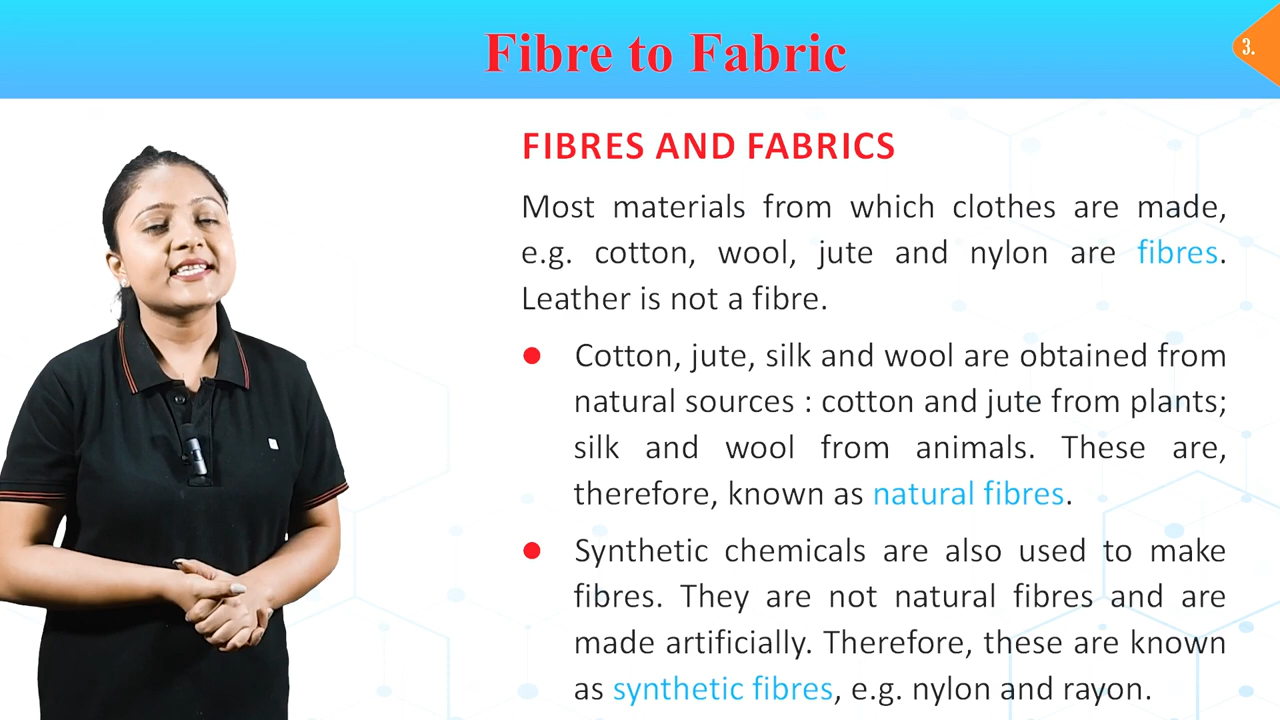 Fibre to Fabric
3.
FIBRES AND FABRICS
Most materials from which clothes are made,
e.g. cotton, wool, jute and nylon are fibres.
Leather is not a fibre.
● Cotton, jute, silk and wool are obtained from
natural sources : cotton and jute from plants;
silk and wool from animals. These are,
therefore, known as natural fibres.
● Synthetic chemicals are also used to make
fibres. They are not natural fibres and are
made artificially. Therefore, these are known
as synthetic fibres, e.g. nylon and rayon.